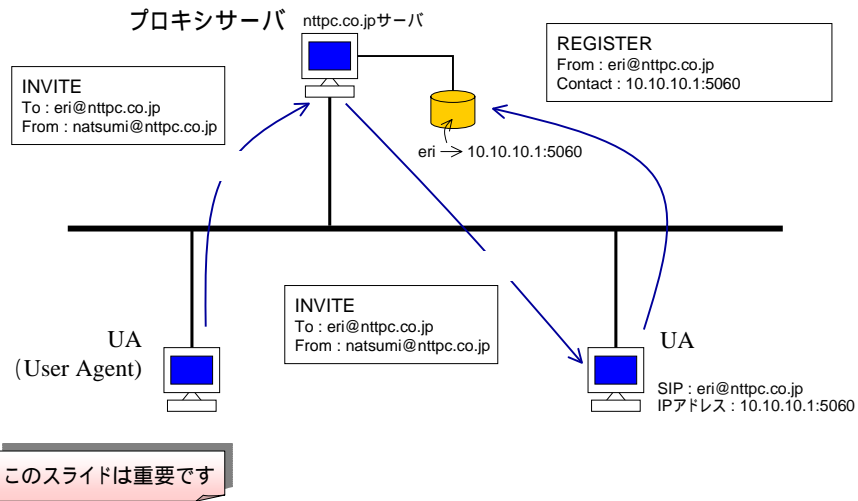 プロキシサーバ nttpc.co.jpサーバ
REGISTER
From : eri@nttpc.co.jp
Contact : 10.10.10.1:5060
INVITE
To : eri@nttpc.co.jp
From : natsumi@nttpc.co.jp
eri → 10.10.10.1:5060
INVITE
To : eri@nttpc.co.jp
From : natsumi@nttpc.co.jp
UA
(User Agent)
UA
SIP : eri@nttpc.co.jp
IPアドレス : 10.10.10.1:5060
このスライドは重要です